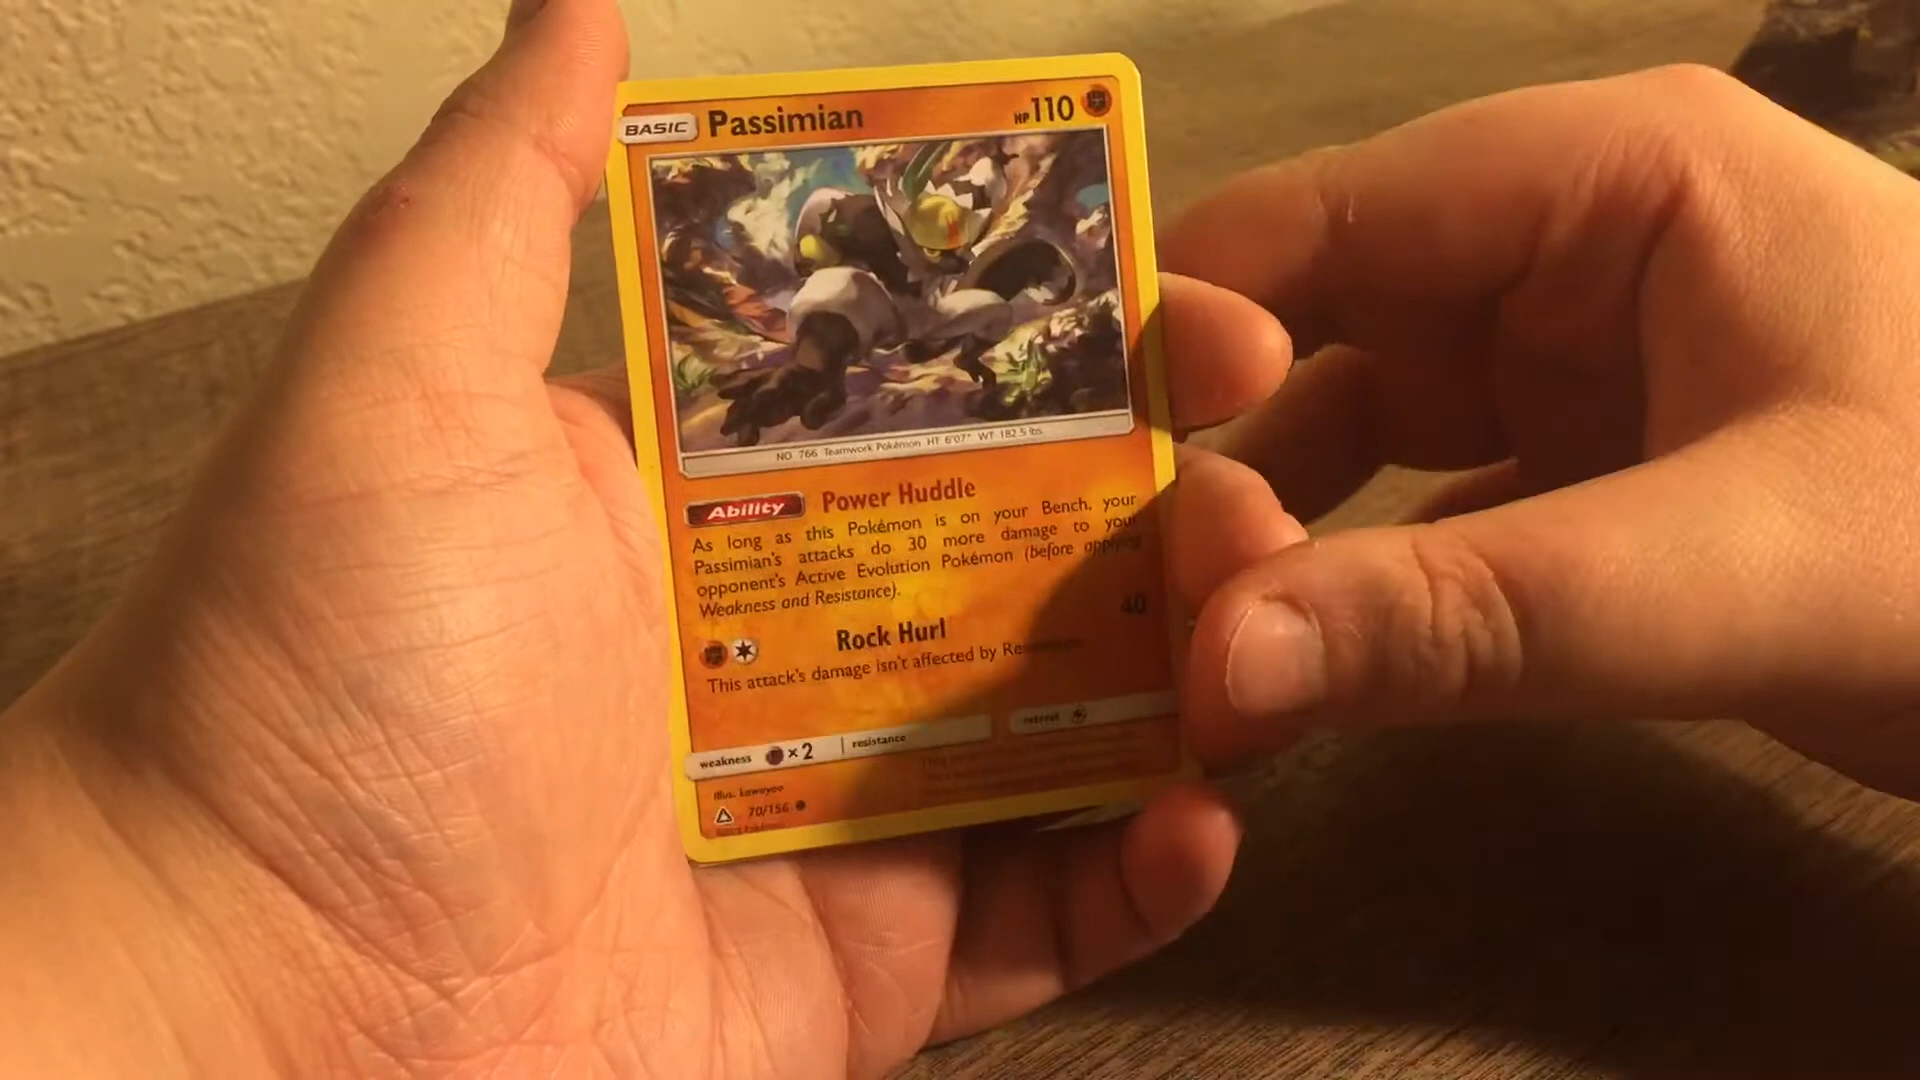 BASIC Passimian HP 110
NO. 766 Teamwork Pokémon HT 6'07" WT 182.5 lbs.
Ability Power Huddle
As long as this Pokémon is on your Bench, your
Passimian's attacks do 30 more damage to your
opponent's Active Evolution Pokémon (before applying
Weakness and Resistance).
Rock Hurl 40
This attack's damage isn't affected by
weakness ×2 resistance retreat
Illus. kawayoo
70/156